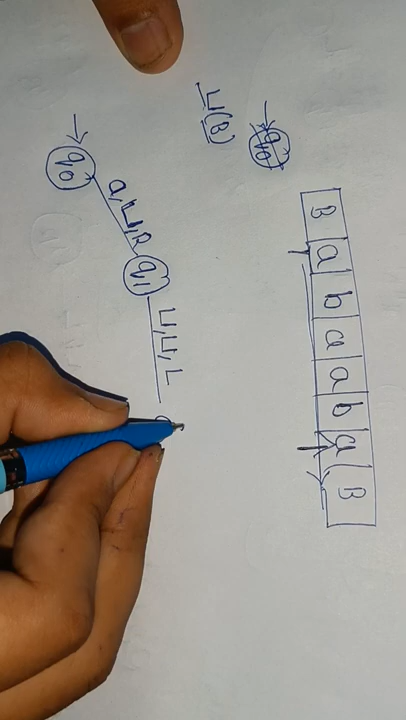 B a b a a b a B
q0
⊔(B)
q0
a,⊔,R
q1
⊔,⊔,L